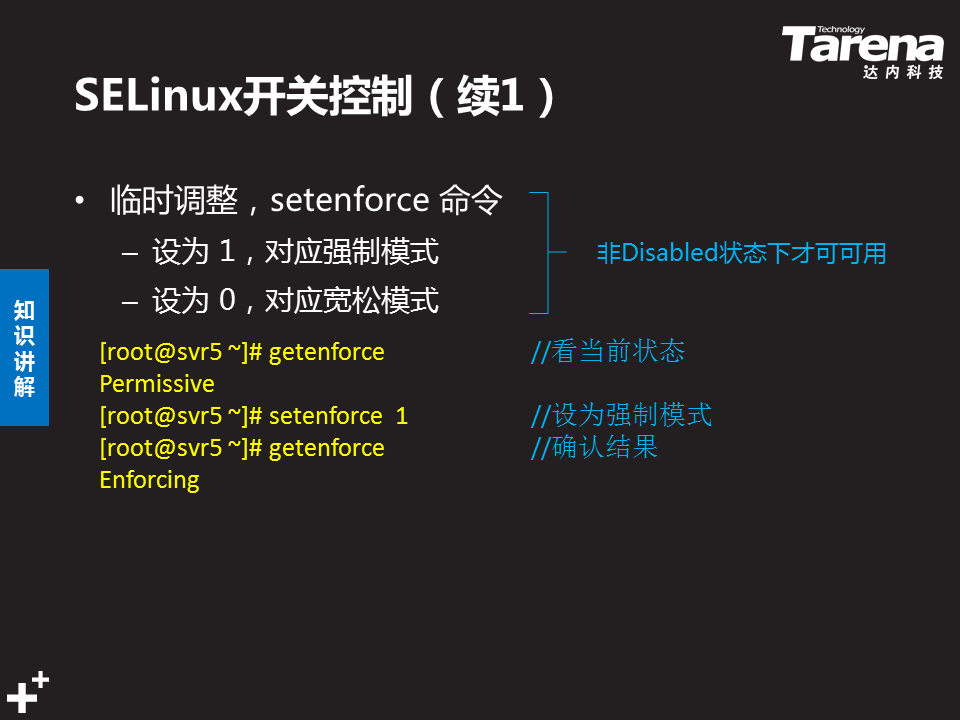 Technology
Tarena
达内科技
SELinux开关控制（续1）
• 临时调整，setenforce 命令
– 设为 1，对应强制模式
– 设为 0，对应宽松模式
非Disabled状态下才可可用
知识讲解
[root@svr5 ~]# getenforce //看当前状态
Permissive
[root@svr5 ~]# setenforce 1 //设为强制模式
[root@svr5 ~]# getenforce //确认结果
Enforcing